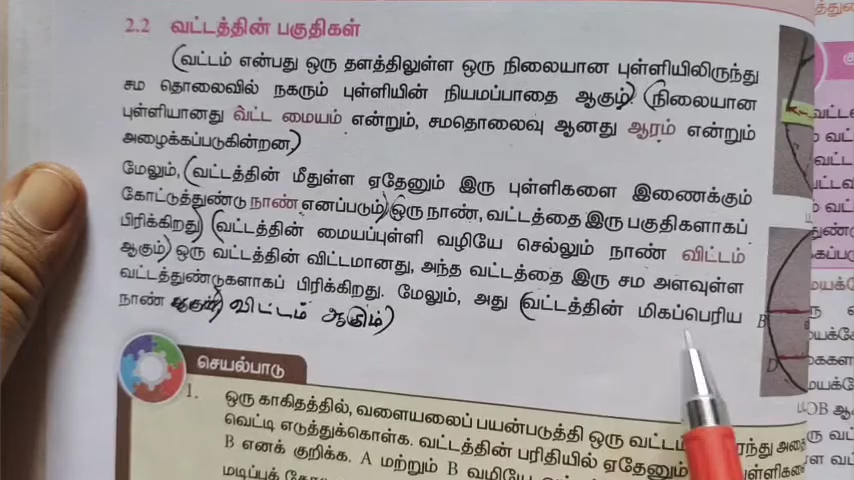 2.2 வட்டத்தின் பகுதிகள்
(வட்டம் என்பது ஒரு தளத்திலுள்ள ஒரு நிலையான புள்ளியிலிருந்து
சம தொலைவில் நகரும் புள்ளியின் நியமப்பாதை ஆகும்) (நிலையான
புள்ளியானது வட்ட மையம் என்றும், சமதொலைவு ஆனது ஆரம் என்றும்
அழைக்கப்படுகின்றன)
மேலும், (வட்டத்தின் மீதுள்ள ஏதேனும் இரு புள்ளிகளை இணைக்கும்
கோட்டுத்துண்டு நாண் எனப்படும்) (ஒரு நாண், வட்டத்தை இரு பகுதிகளாகப்
பிரிக்கிறது) (வட்டத்தின் மையப்புள்ளி வழியே செல்லும் நாண் விட்டம்
ஆகும்) ஒரு வட்டத்தின் விட்டமானது, அந்த வட்டத்தை இரு சம அளவுள்ள
வட்டத்துண்டுகளாகப் பிரிக்கிறது. மேலும், அது (வட்டத்தின் மிகப்பெரிய
நாண் ஆகும்) விட்டம் ஆகும்)
B
D
செயல்பாடு
1. ஒரு காகிதத்தில், வளையலைப் பயன்படுத்தி ஒரு வட்டம்
வெட்டி எடுத்துக்கொள்க. வட்டத்தின் பரிதியில் ஏதேனும்
B எனக் குறிக்க. A மற்றும் B வழியே